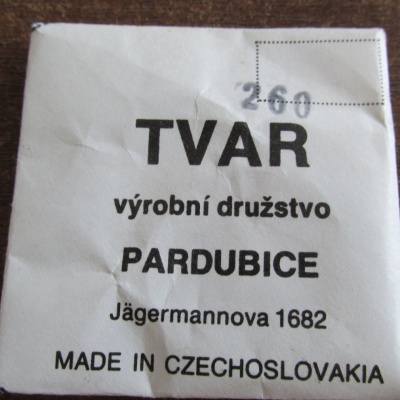 260
TVAR
výrobní družstvo
PARDUBICE
Jägermannova 1682
MADE IN CZECHOSLOVAKIA